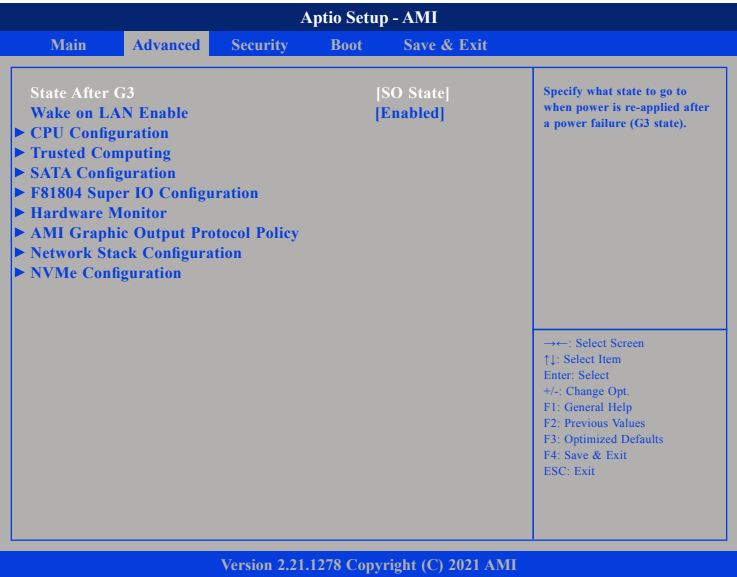 Aptio Setup - AMI
Main Advanced Security Boot Save & Exit
State After G3 [SO State]
Wake on LAN Enable [Enabled]
► CPU Configuration
► Trusted Computing
► SATA Configuration
► F81804 Super IO Configuration
► Hardware Monitor
► AMI Graphic Output Protocol Policy
► Network Stack Configuration
► NVMe Configuration
Specify what state to go to
when power is re-applied after
a power failure (G3 state).
→←: Select Screen
↑↓: Select Item
Enter: Select
+/-: Change Opt.
F1: General Help
F2: Previous Values
F3: Optimized Defaults
F4: Save & Exit
ESC: Exit
Version 2.21.1278 Copyright (C) 2021 AMI